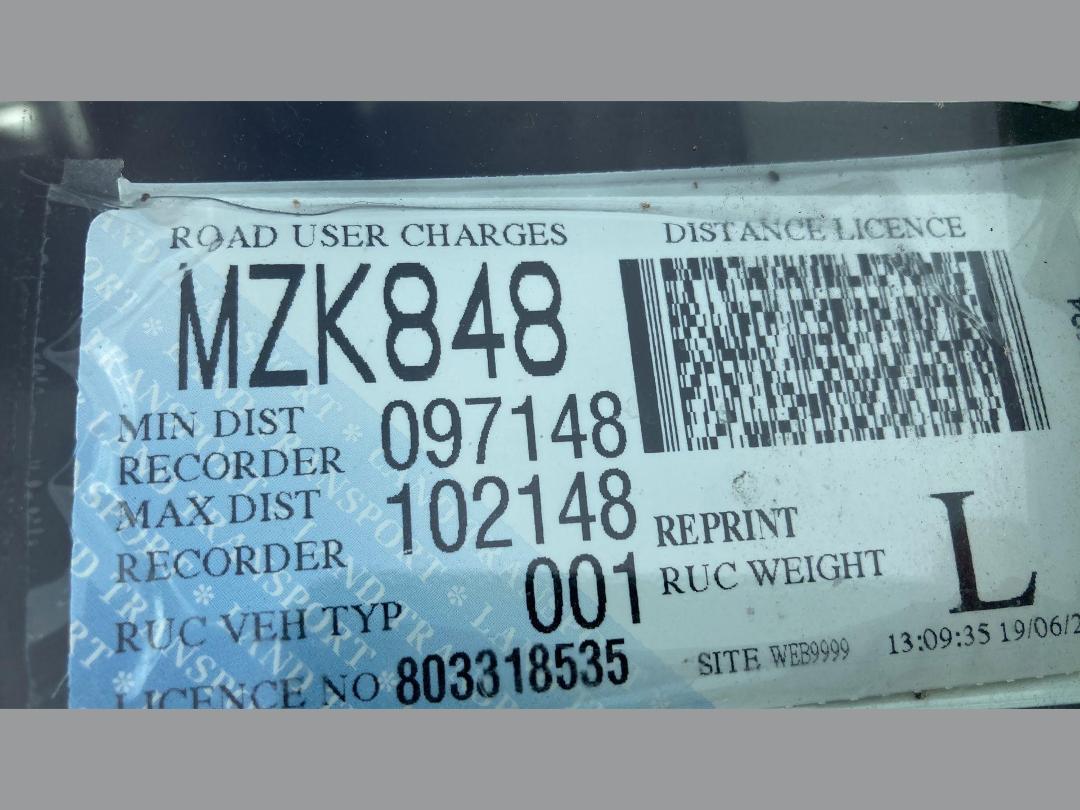 ROAD USER CHARGES
DISTANCE LICENCE
MZK848
MIN DIST
RECORDER 097148
MAX DIST
RECORDER 102148
REPRINT
RUC VEH TYP 001
RUC WEIGHT L
LICENCE NO 803318535
SITE WEB9999
13:09:35 19/06/2